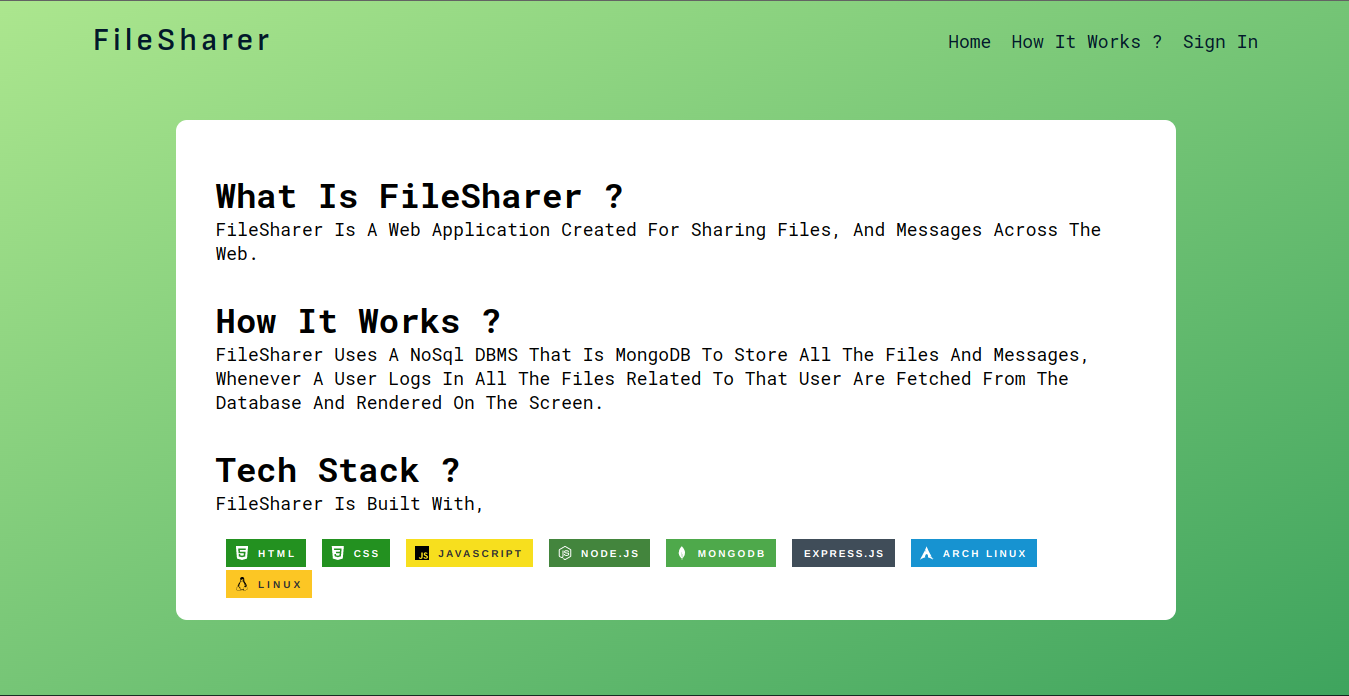 FileSharer
Home How It Works ? Sign In
What Is FileSharer ?
FileSharer Is A Web Application Created For Sharing Files, And Messages Across The
Web.
How It Works ?
FileSharer Uses A NoSql DBMS That Is MongoDB To Store All The Files And Messages,
Whenever A User Logs In All The Files Related To That User Are Fetched From The
Database And Rendered On The Screen.
Tech Stack ?
FileSharer Is Built With,
HTML CSS JS JAVASCRIPT NODE.JS MONGODB EXPRESS.JS ARCH LINUX
LINUX